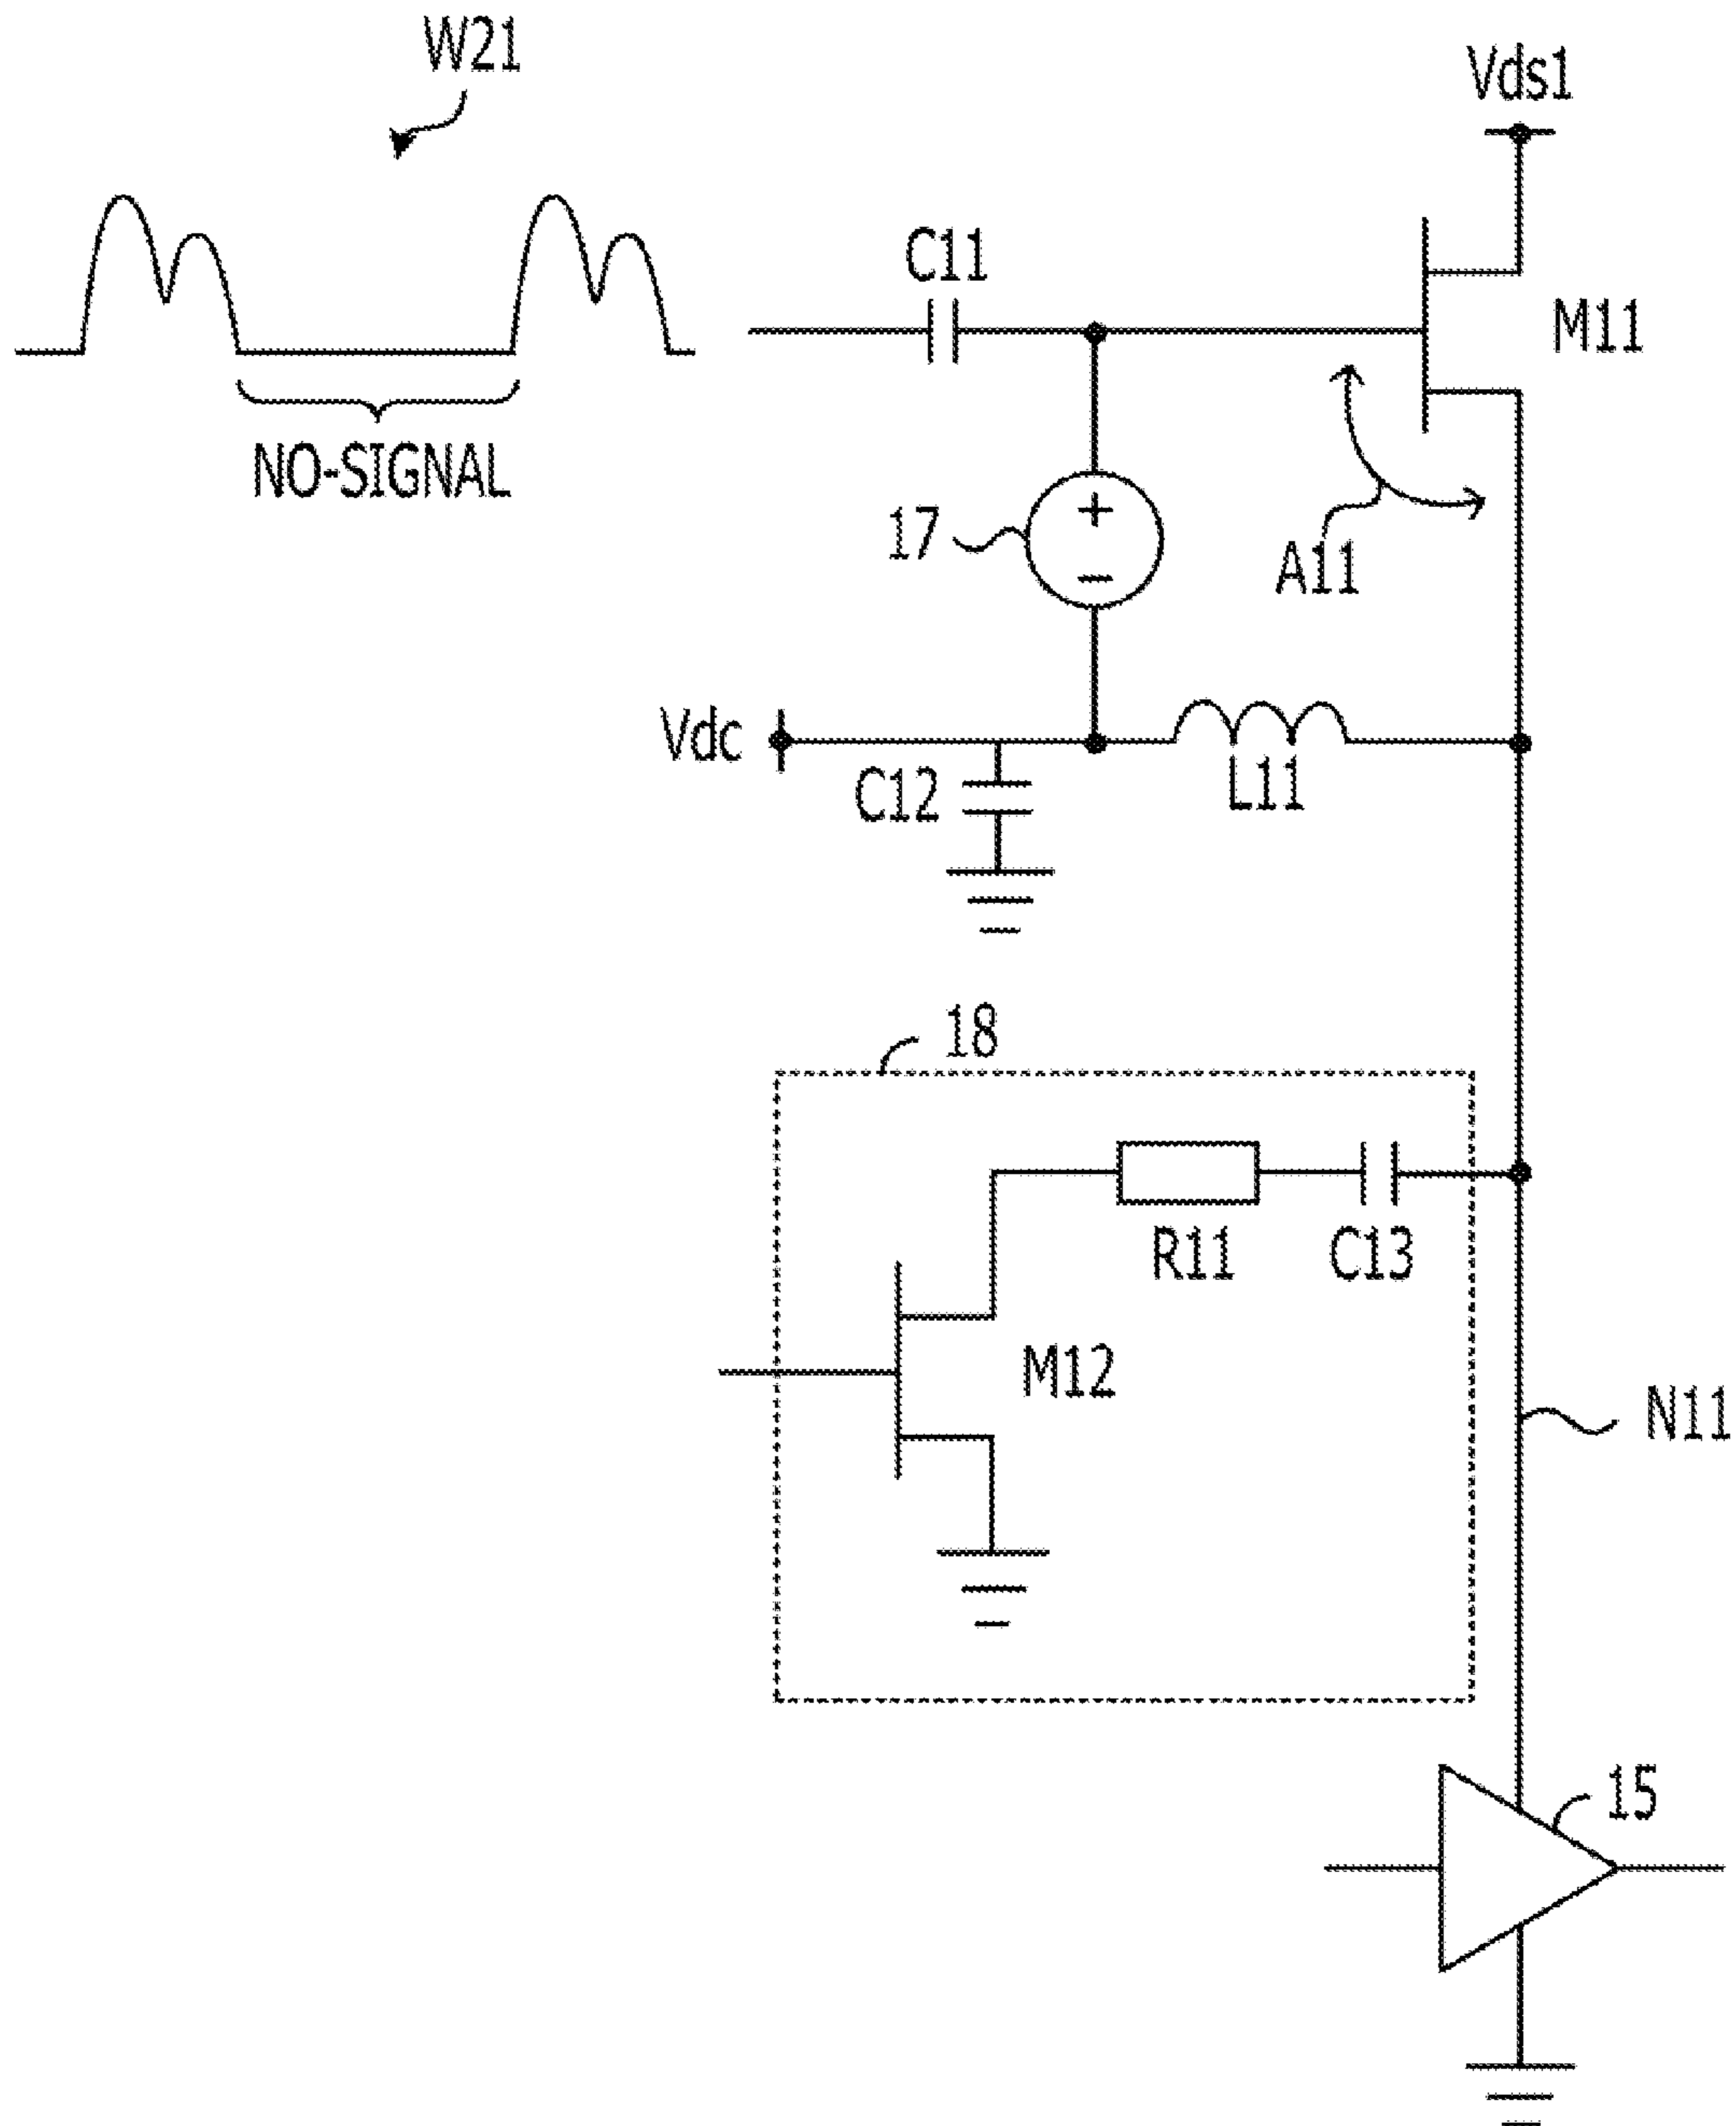 W21
Vds1
C11
M11
NO-SIGNAL
17
+
−
A11
Vdc
C12
L11
18
R11
C13
M12
N11
15